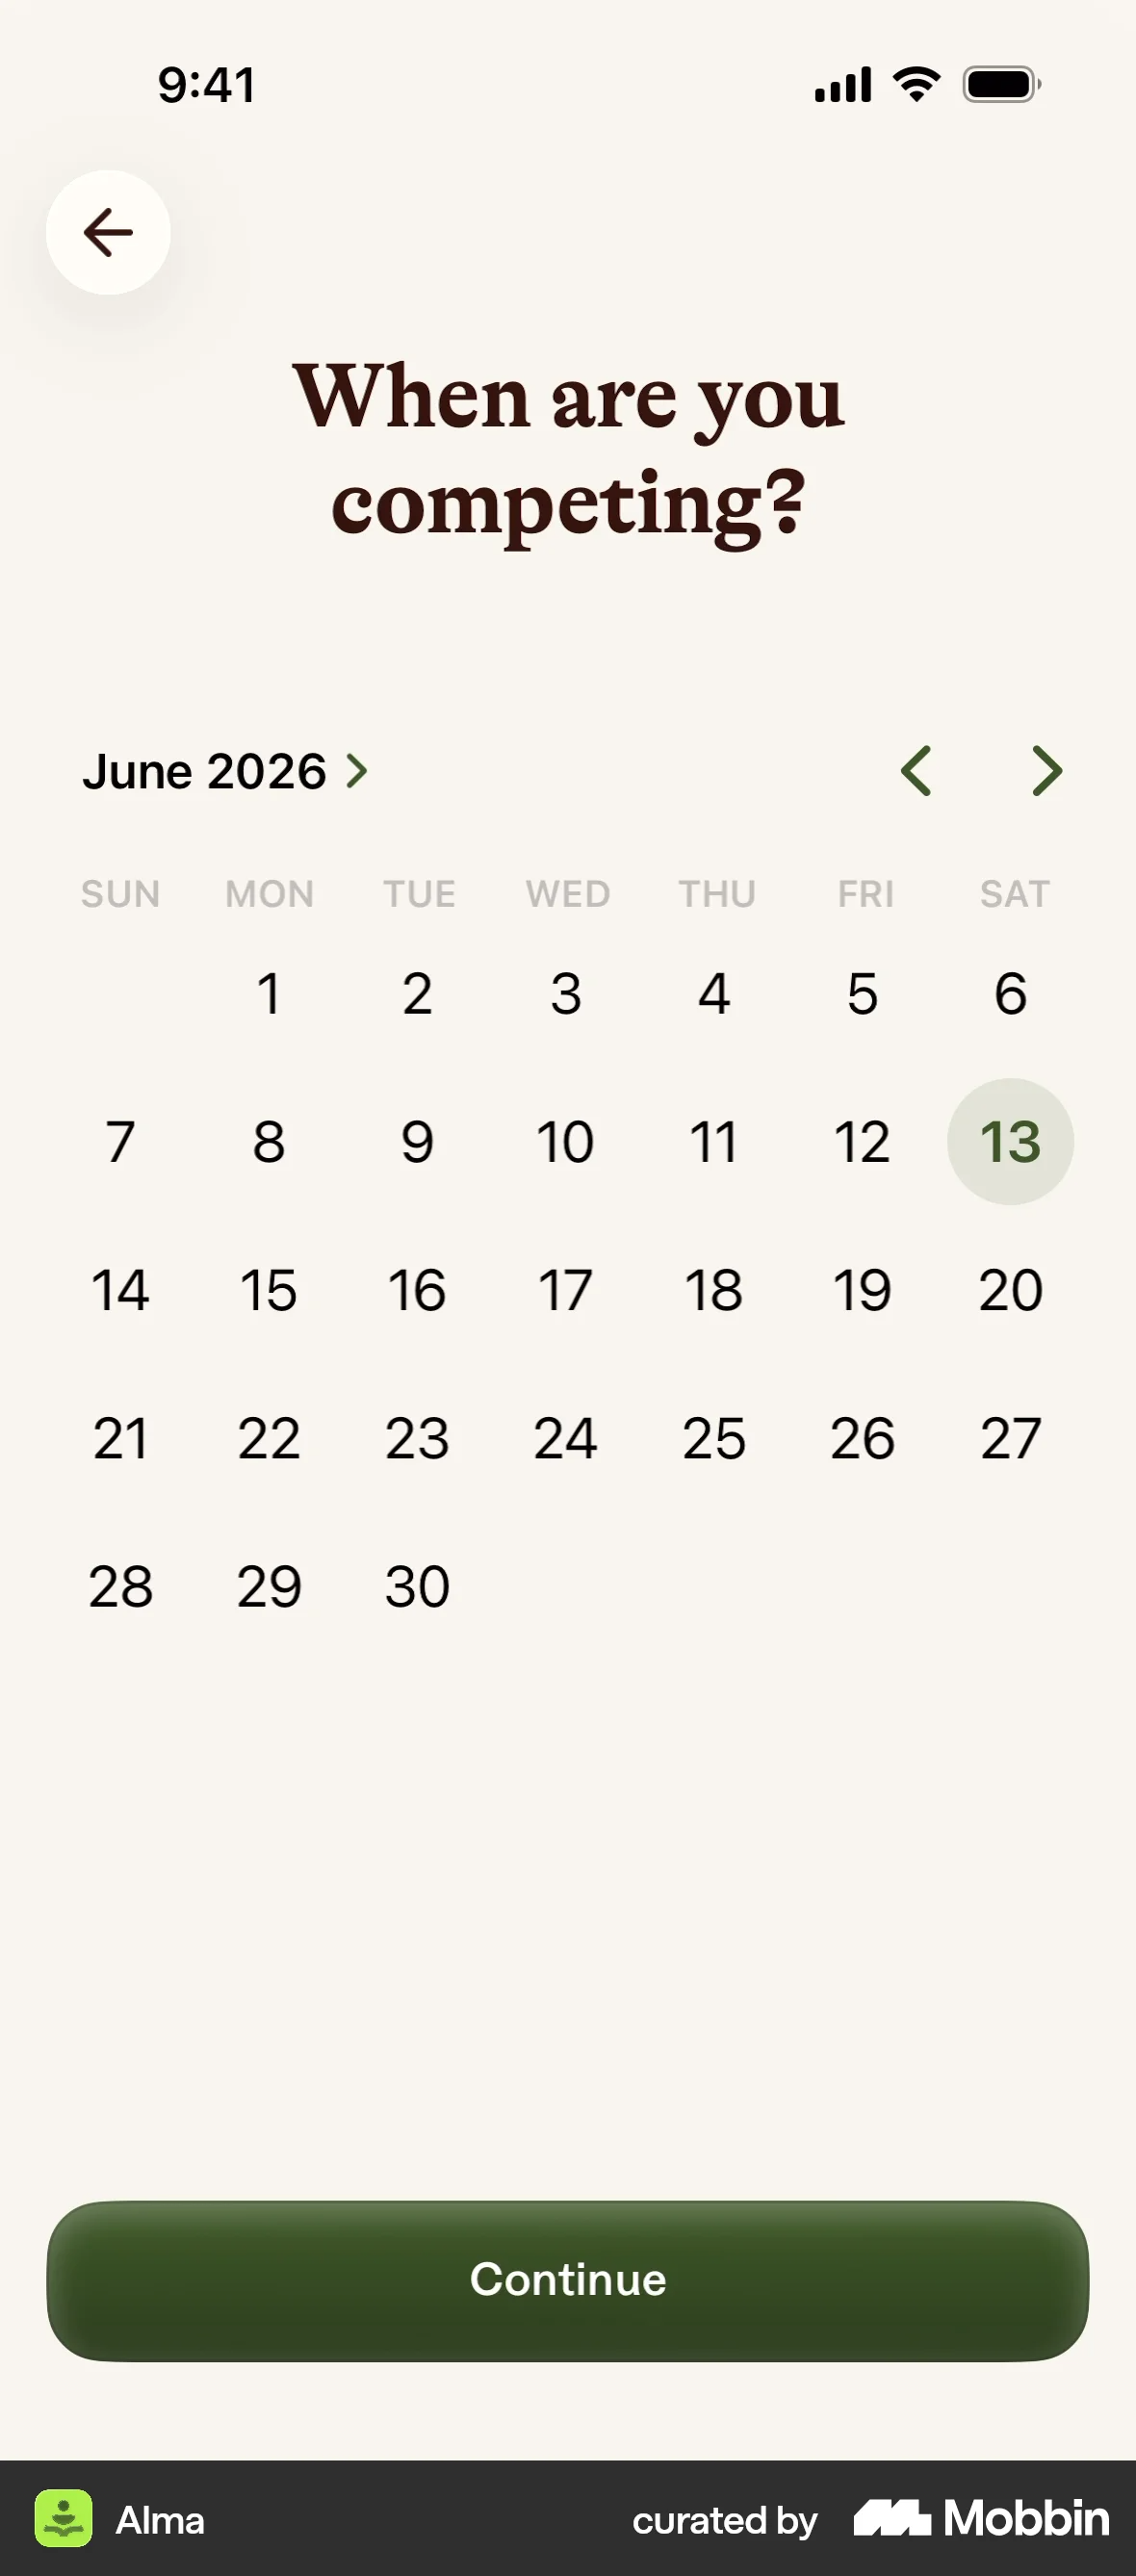 9:41
When are you
competing?
June 2026
SUN MON TUE WED THU FRI SAT
1 2 3 4 5 6
7 8 9 10 11 12 13
14 15 16 17 18 19 20
21 22 23 24 25 26 27
28 29 30
Continue
Alma curated by Mobbin